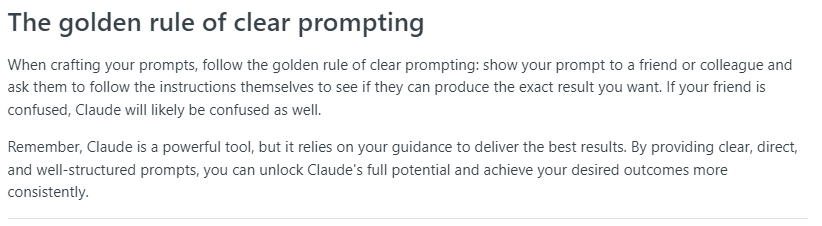 The golden rule of clear prompting
When crafting your prompts, follow the golden rule of clear prompting: show your prompt to a friend or colleague and
ask them to follow the instructions themselves to see if they can produce the exact result you want. If your friend is
confused, Claude will likely be confused as well.
Remember, Claude is a powerful tool, but it relies on your guidance to deliver the best results. By providing clear, direct,
and well-structured prompts, you can unlock Claude's full potential and achieve your desired outcomes more
consistently.